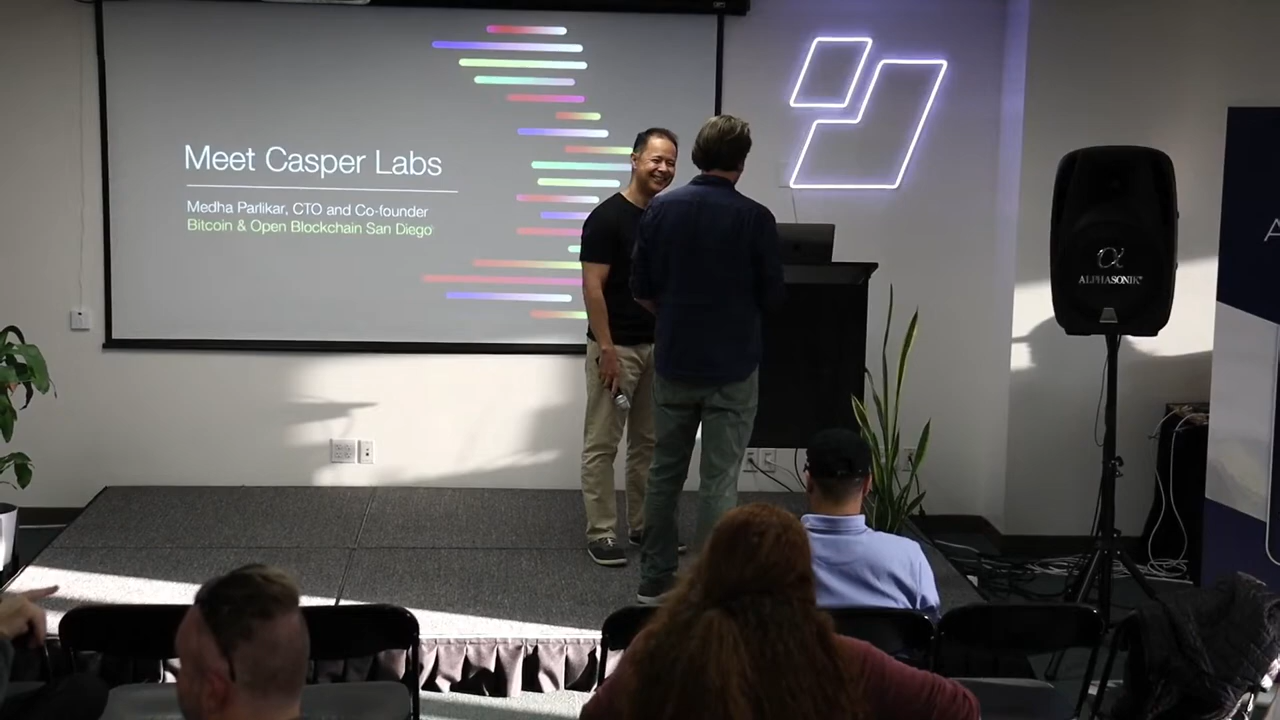 Meet Casper Labs
Medha Parlikar, CTO and Co-founder
Bitcoin & Open Blockchain San Diego
ALPHASONIK
A